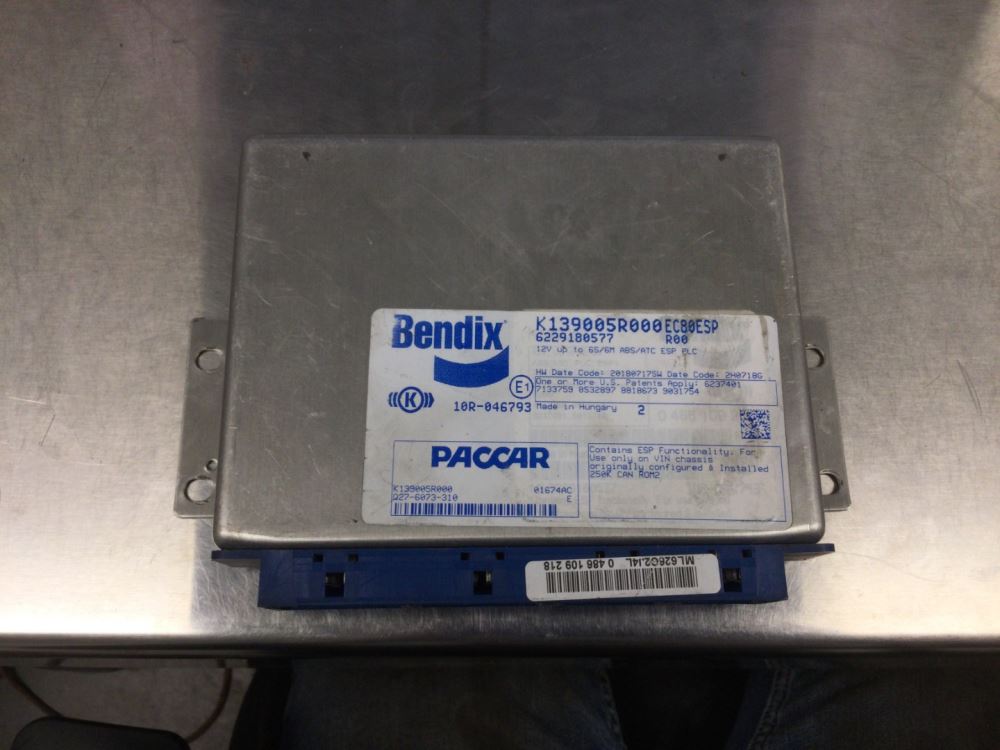 Bendix
K139005R000 EC80ESP
6229180577 R00
12V up to 6S/6M ABS/ATC ESP PLC
HW Date Code: 20180717 SW Date Code: 2H0718G
One or More U.S. Patents Apply: 6237401
7133759 8532897 8818673 9031754
E1
K
10R-046793 Made in Hungary 2
PACCAR
K139005R000 01674AC
Q27-6073-310 E
Contains ESP Functionality. For
Use only on VIN chassis
originally configured & Installed
250K CAN ROM2
ML626O2J4L 0 486 109 218